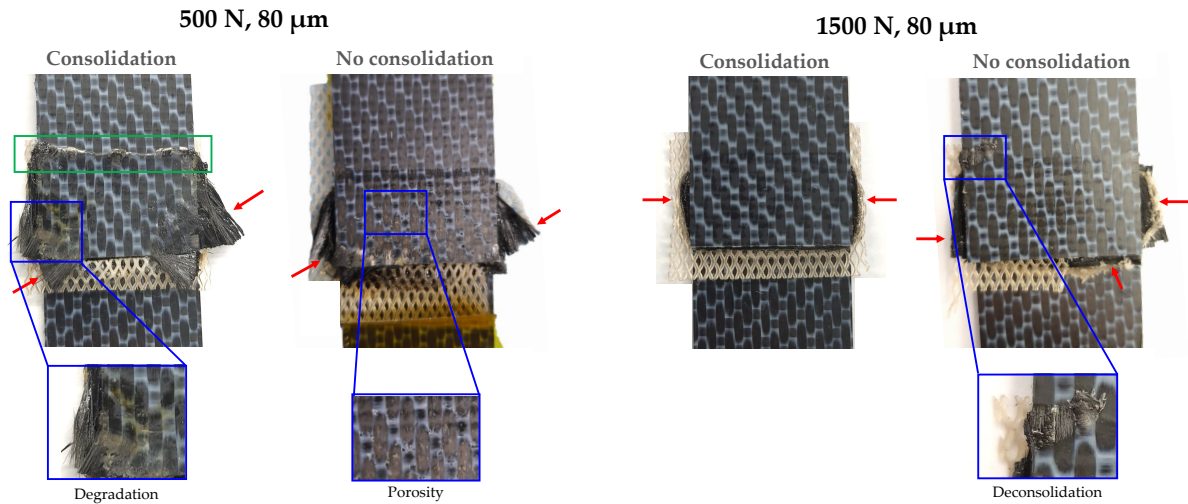 500 N, 80 μm
1500 N, 80 μm
Consolidation
No consolidation
Consolidation
No consolidation
Degradation
Porosity
Deconsolidation